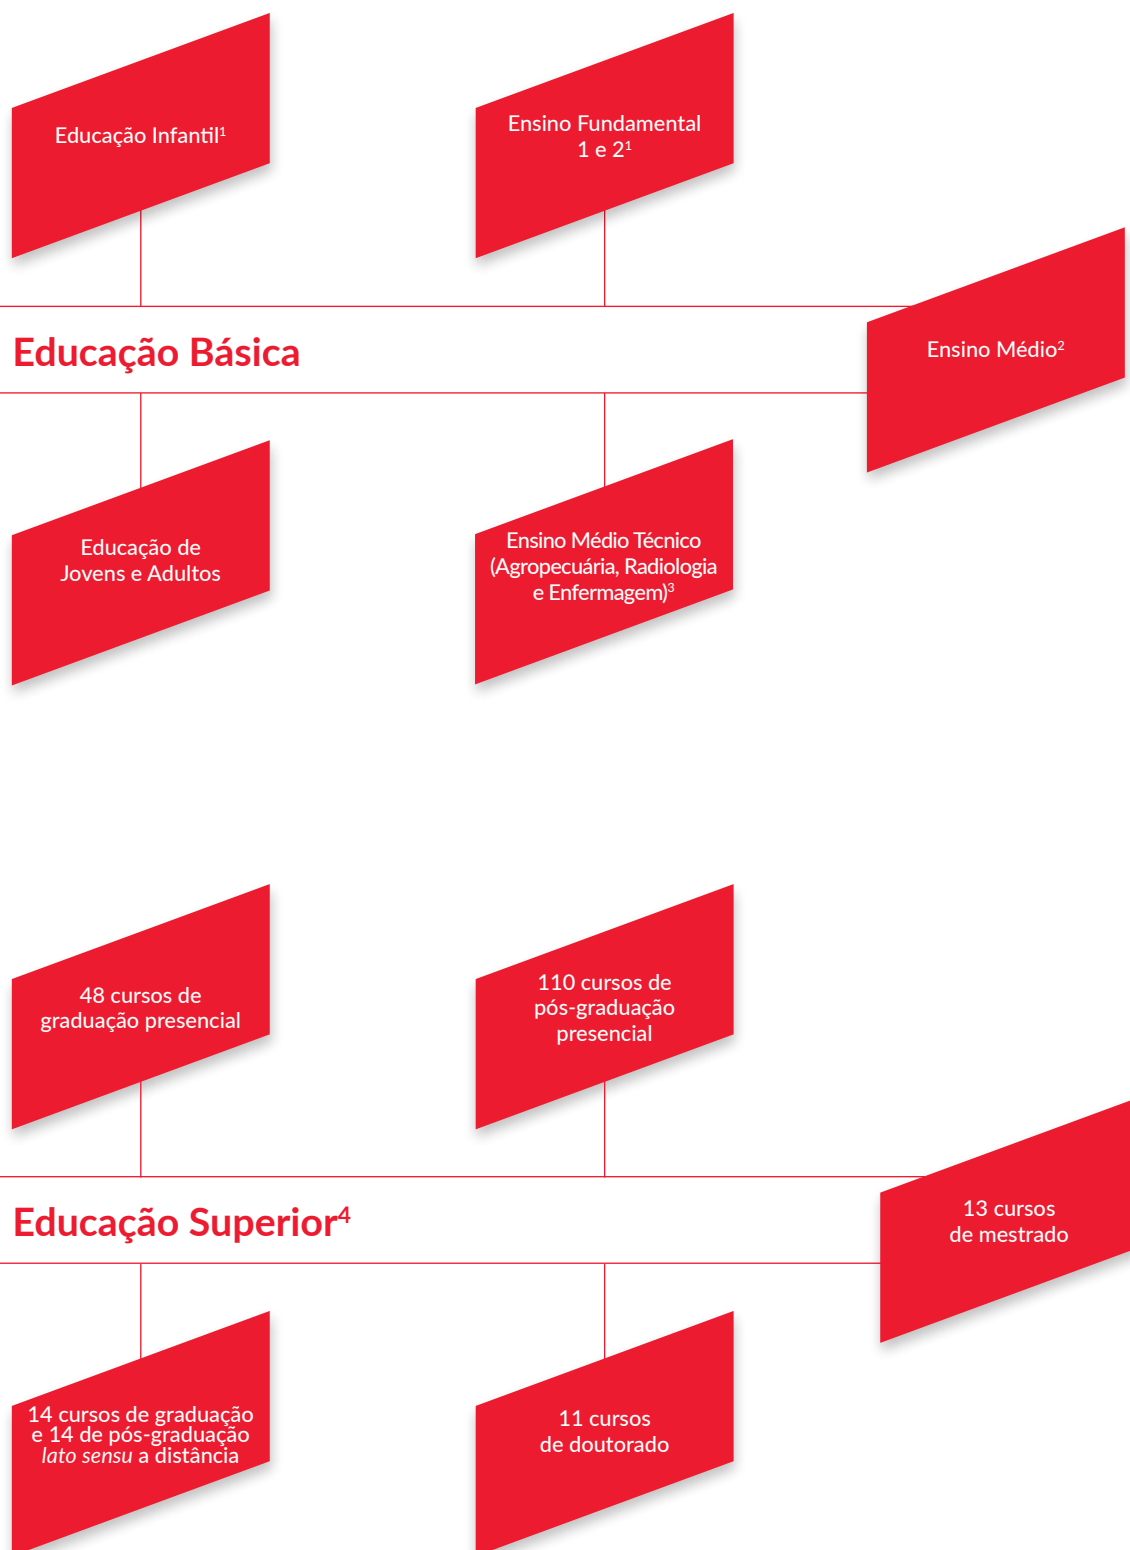 Educação Infantil¹
Ensino Fundamental
1 e 2¹
Educação Básica
Ensino Médio²
Educação de
Jovens e Adultos
Ensino Médio Técnico
(Agropecuária, Radiologia
e Enfermagem)³
48 cursos de
graduação presencial
110 cursos de
pós-graduação
presencial
Educação Superior⁴
13 cursos
de mestrado
14 cursos de graduação
e 14 de pós-graduação
lato sensu a distância
11 cursos
de doutorado